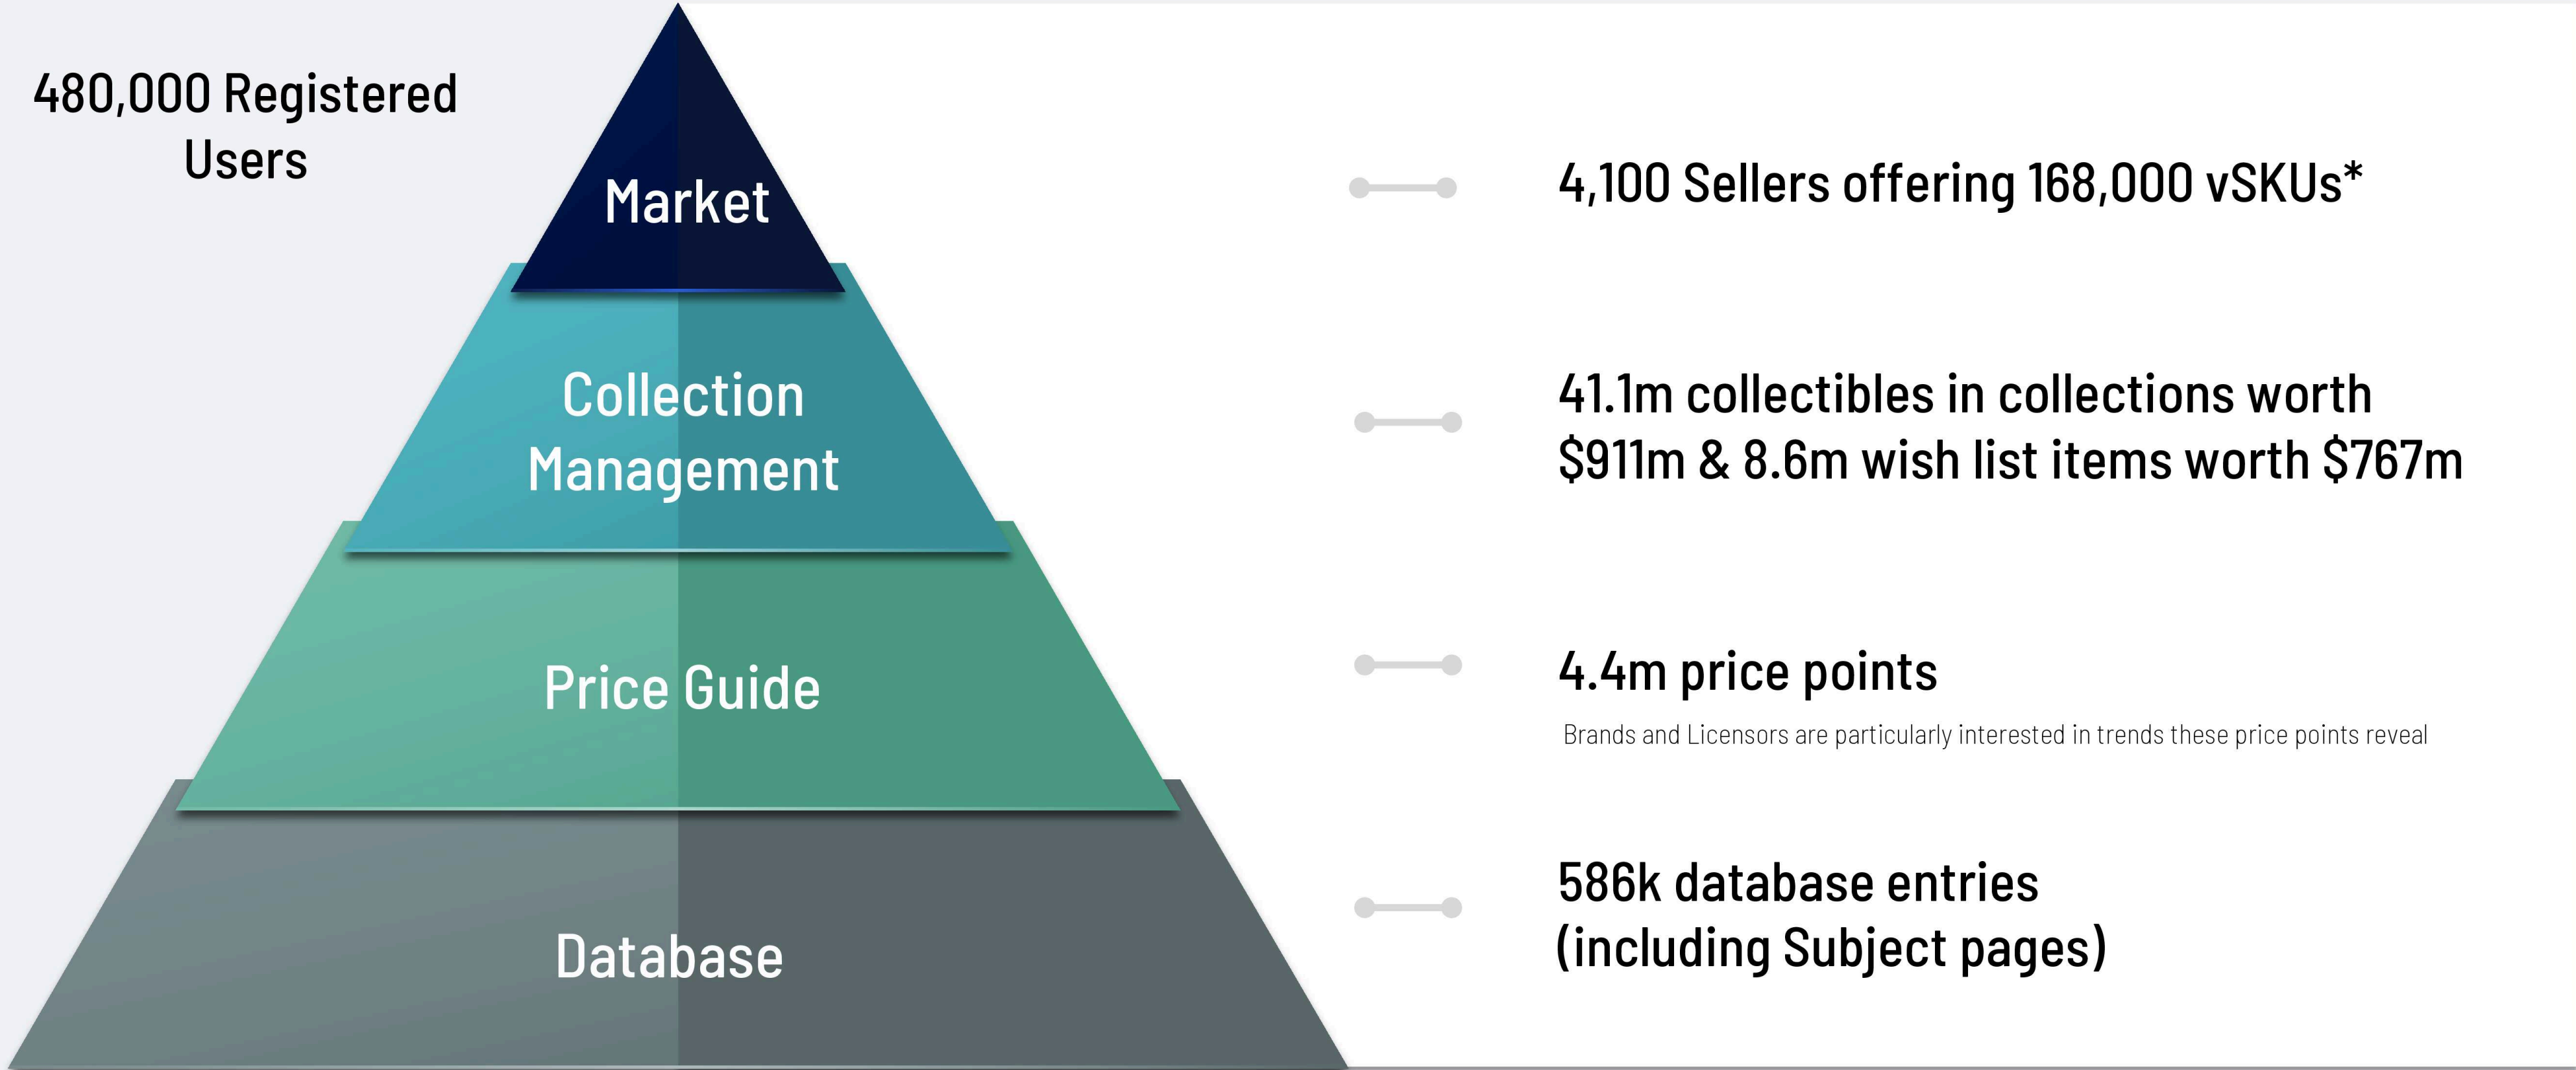 480,000 Registered
Users
Market
4,100 Sellers offering 168,000 vSKUs*
Collection
Management
41.1m collectibles in collections worth
$911m & 8.6m wish list items worth $767m
Price Guide
4.4m price points
Brands and Licensors are particularly interested in trends these price points reveal
Database
586k database entries
(including Subject pages)